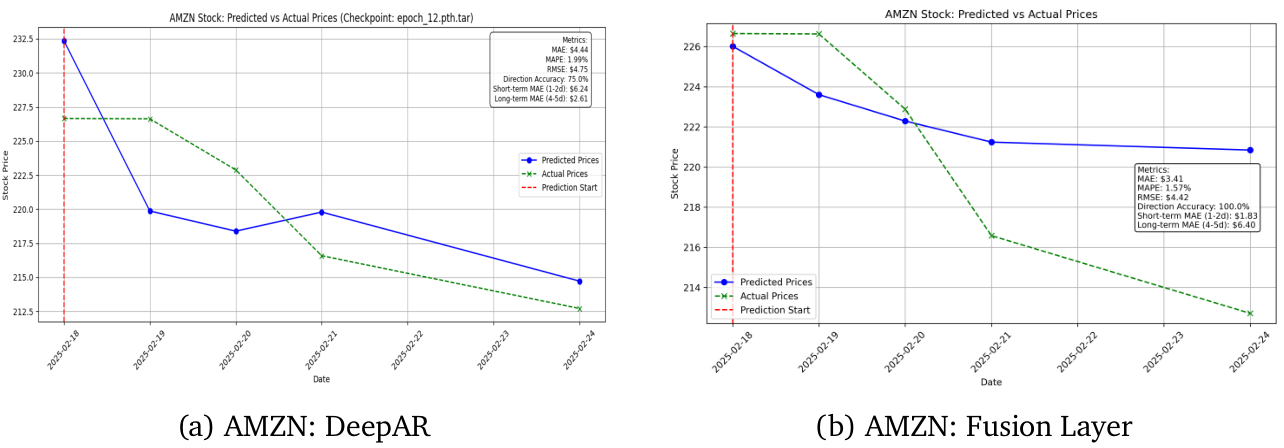 AMZN Stock: Predicted vs Actual Prices (Checkpoint: epoch_12.pth.tar)
232.5
230.0
227.5
225.0
222.5
220.0
217.5
215.0
212.5
Stock Price
Metrics:
MAE: $4.44
MAPE: 1.99%
RMSE: $4.75
Direction Accuracy: 75.0%
Short-term MAE (1-2d): $6.24
Long-term MAE (4-5d): $2.61
Predicted Prices
Actual Prices
Prediction Start
2025-02-18
2025-02-19
2025-02-20
2025-02-21
2025-02-22
2025-02-23
2025-02-24
Date
(a) AMZN: DeepAR
AMZN Stock: Predicted vs Actual Prices
226
224
222
220
218
216
214
Stock Price
Metrics:
MAE: $3.41
MAPE: 1.57%
RMSE: $4.42
Direction Accuracy: 100.0%
Short-term MAE (1-2d): $1.83
Long-term MAE (4-5d): $6.40
Predicted Prices
Actual Prices
Prediction Start
2025-02-18
2025-02-19
2025-02-20
2025-02-21
2025-02-22
2025-02-23
2025-02-24
Date
(b) AMZN: Fusion Layer